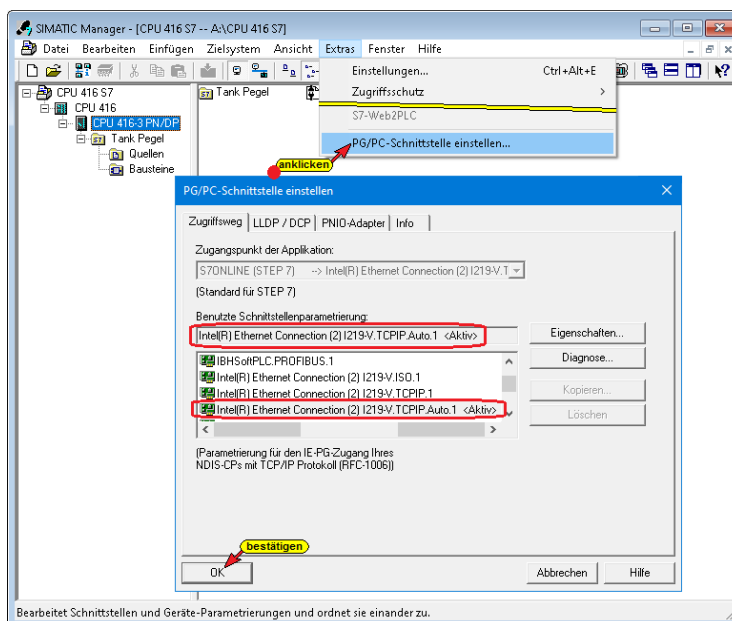 SIMATIC Manager - [CPU 416 S7 -- A:\CPU 416 S7]
Datei Bearbeiten Einfügen Zielsystem Ansicht Extras Fenster Hilfe
Einstellungen... Ctrl+Alt+E
Zugriffsschutz
S7-Web2PLC
PG/PC-Schnittstelle einstellen...
anklicken
CPU 416 S7
CPU 416
CPU 416-3 PN/DP
Tank Pegel
Quellen
Bausteine
Tank Pegel
PG/PC-Schnittstelle einstellen
Zugriffsweg LLDP / DCP PNIO-Adapter Info
Zugangspunkt der Applikation:
S7ONLINE (STEP 7) --> Intel(R) Ethernet Connection (2) I219-V.T
(Standard für STEP 7)
Benutzte Schnittstellenparametrierung:
Intel(R) Ethernet Connection (2) I219-V.TCPIP.Auto.1 <Aktiv>
Eigenschaften...
IBHSoftPLC.PROFIBUS.1
Intel(R) Ethernet Connection (2) I219-V.ISO.1
Intel(R) Ethernet Connection (2) I219-V.TCPIP.1
Intel(R) Ethernet Connection (2) I219-V.TCPIP.Auto.1 <Aktiv>
Diagnose...
Kopieren...
Löschen
(Parametrierung für den IE-PG-Zugang Ihres
NDIS-CPs mit TCP/IP Protokoll (RFC-1006))
bestätigen
OK Abbrechen Hilfe
Bearbeitet Schnittstellen und Geräte-Parametrierungen und ordnet sie einander zu.